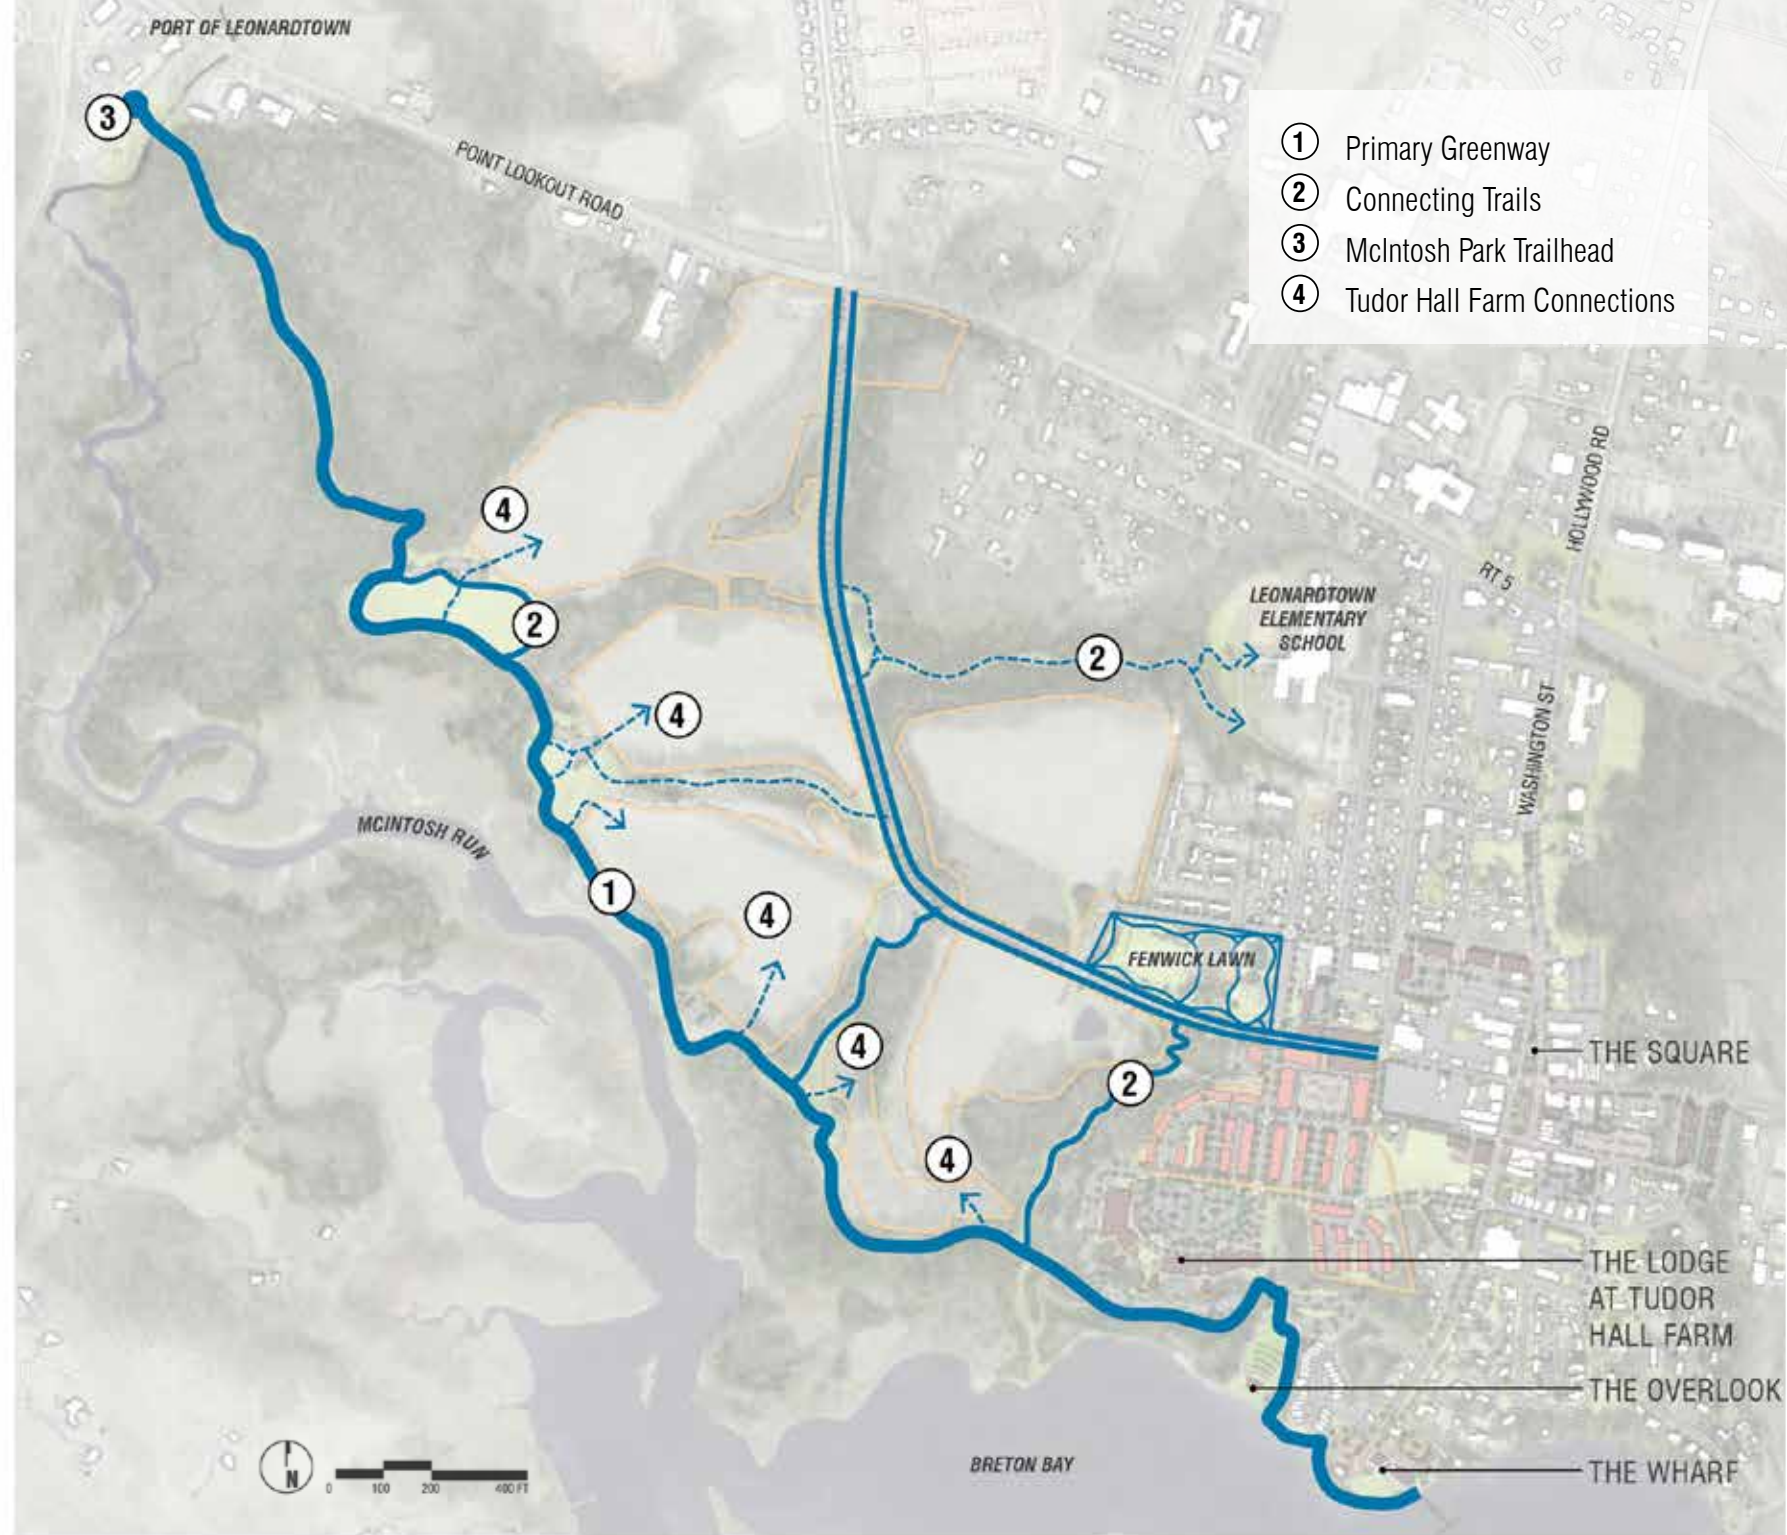 PORT OF LEONARDTOWN
3
POINT LOOKOUT ROAD
1 Primary Greenway
2 Connecting Trails
3 McIntosh Park Trailhead
4 Tudor Hall Farm Connections
HOLLYWOOD RD
RT 5
4
2
LEONARDTOWN
ELEMENTARY
SCHOOL
2
4
WASHINGTON ST
MCINTOSH RUN
1
4
FENWICK LAWN
4
2
THE SQUARE
4
THE LODGE
AT TUDOR
HALL FARM
THE OVERLOOK
BRETON BAY
THE WHARF
N
0 100 200 400 FT